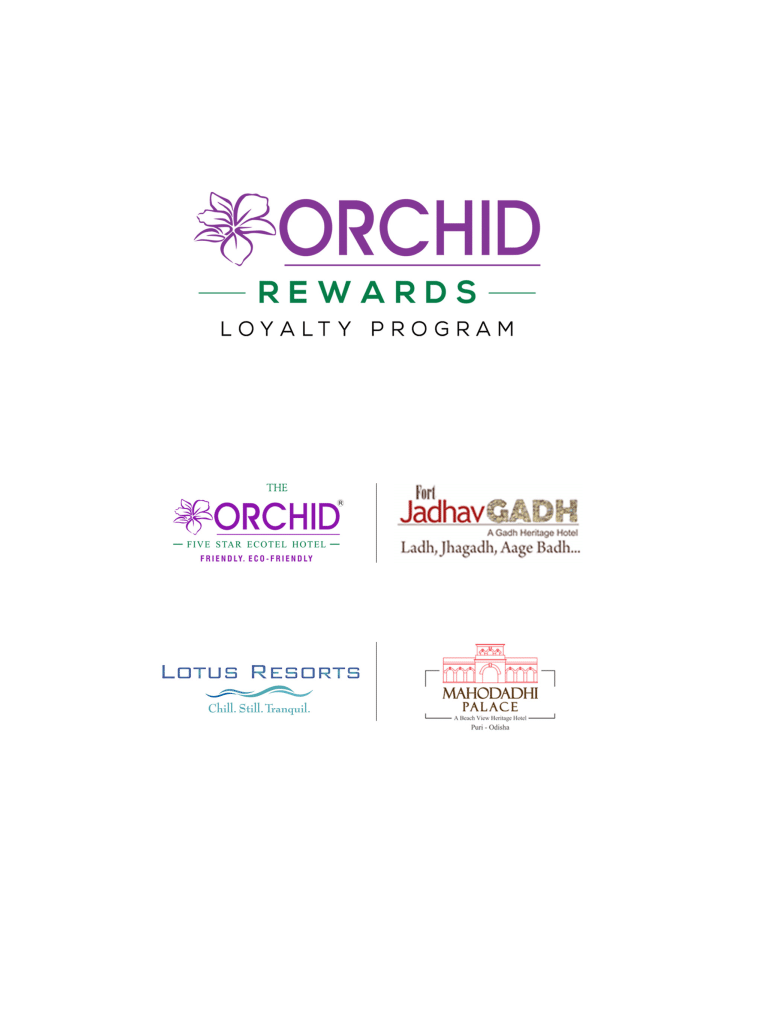 ORCHID
REWARDS
LOYALTY PROGRAM
THE
ORCHID®
FIVE STAR ECOTEL HOTEL
FRIENDLY. ECO-FRIENDLY
Fort
JadhavGADH
A Gadh Heritage Hotel
Ladh, Jhagadh, Aage Badh...
LOTUS RESORTS
Chill. Still. Tranquil.
MAHODADHI
PALACE
A Beach View Heritage Hotel
Puri - Odisha